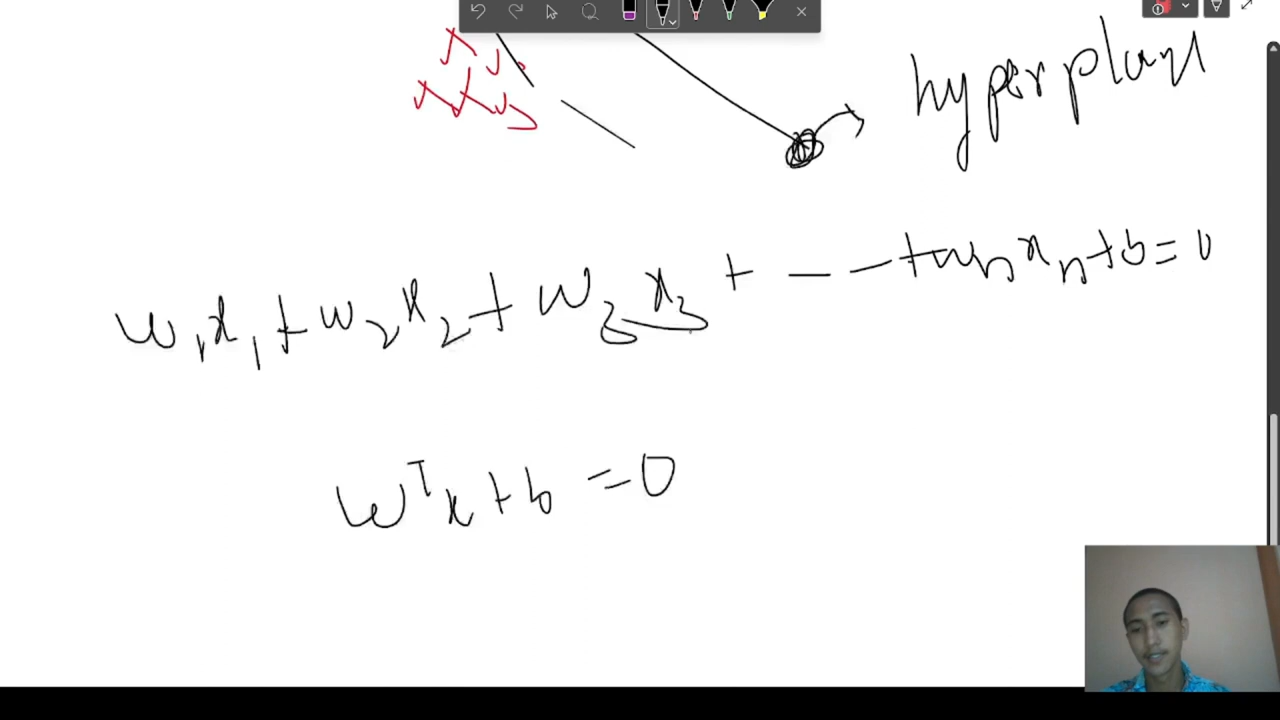 hyperplane
w₁x₁ + w₂x₂ + w₃x₃ + - - + wₙxₙ + b = 0
wᵀx + b = 0